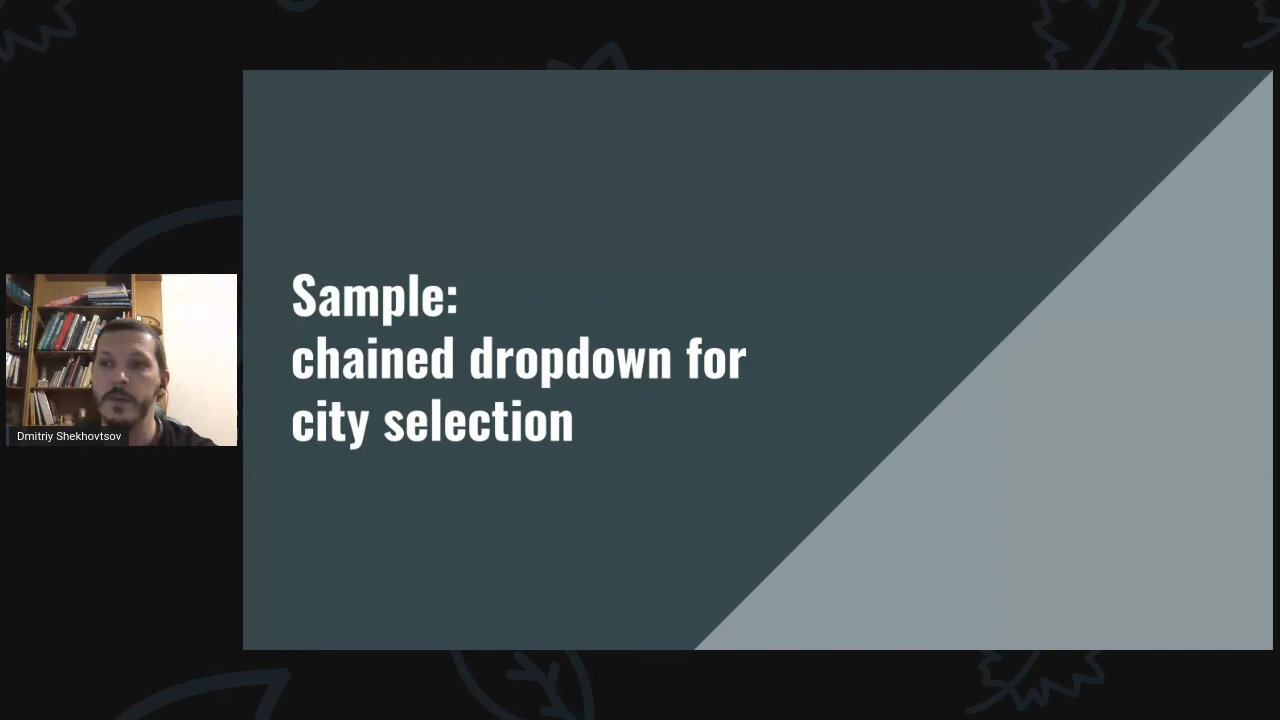 Sample:
chained dropdown for
city selection
Dmitriy Shekhovtsov